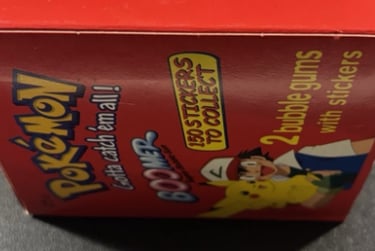 POKéMON
Gotta catch 'em all!
BOOMER
150 STICKERS
TO COLLECT
2 bubble gums
with stickers